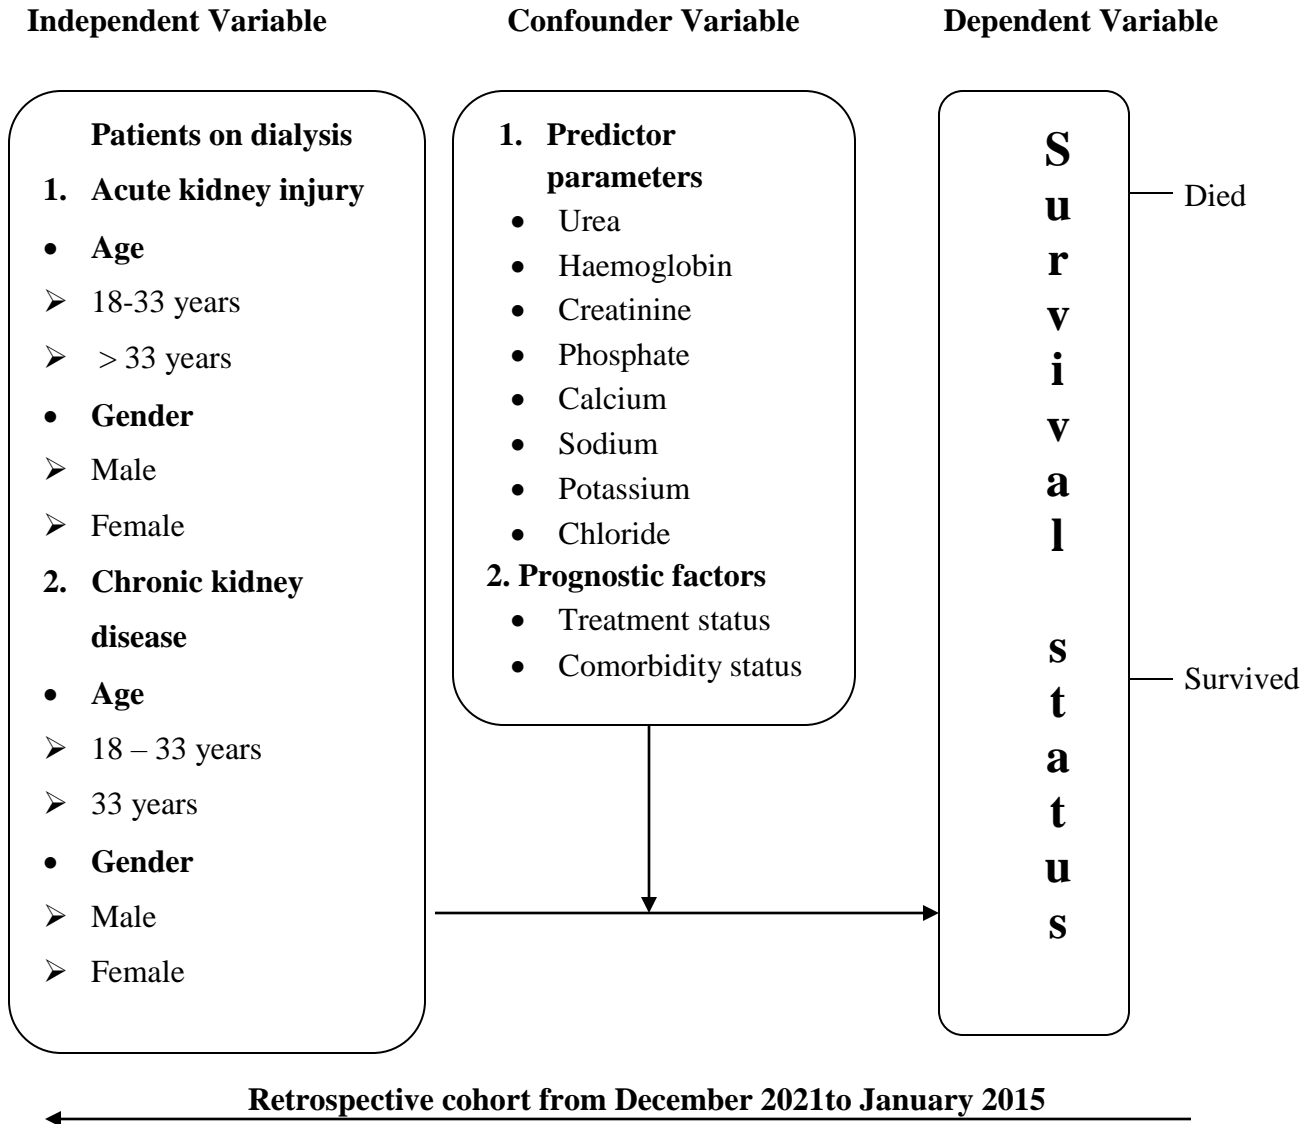 Independent Variable
Confounder Variable
Dependent Variable
Patients on dialysis
1. Acute kidney injury
• Age
➢ 18-33 years
➢ > 33 years
• Gender
➢ Male
➢ Female
2. Chronic kidney
disease
• Age
➢ 18 – 33 years
➢ 33 years
• Gender
➢ Male
➢ Female
1. Predictor
parameters
• Urea
• Haemoglobin
• Creatinine
• Phosphate
• Calcium
• Sodium
• Potassium
• Chloride
2. Prognostic factors
• Treatment status
• Comorbidity status
S
u
r
v
i
v
a
l
s
t
a
t
u
s
Died
Survived
Retrospective cohort from December 2021to January 2015